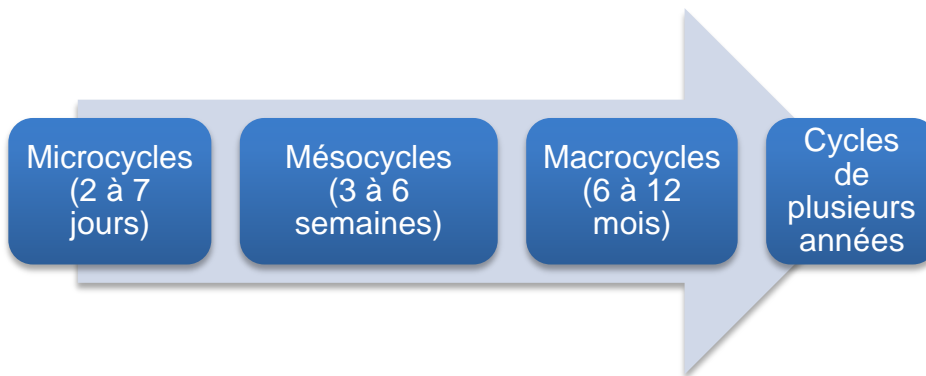 Microcycles
(2 à 7
jours)
Mésocycles
(3 à 6
semaines)
Macrocycles
(6 à 12
mois)
Cycles
de
plusieurs
années